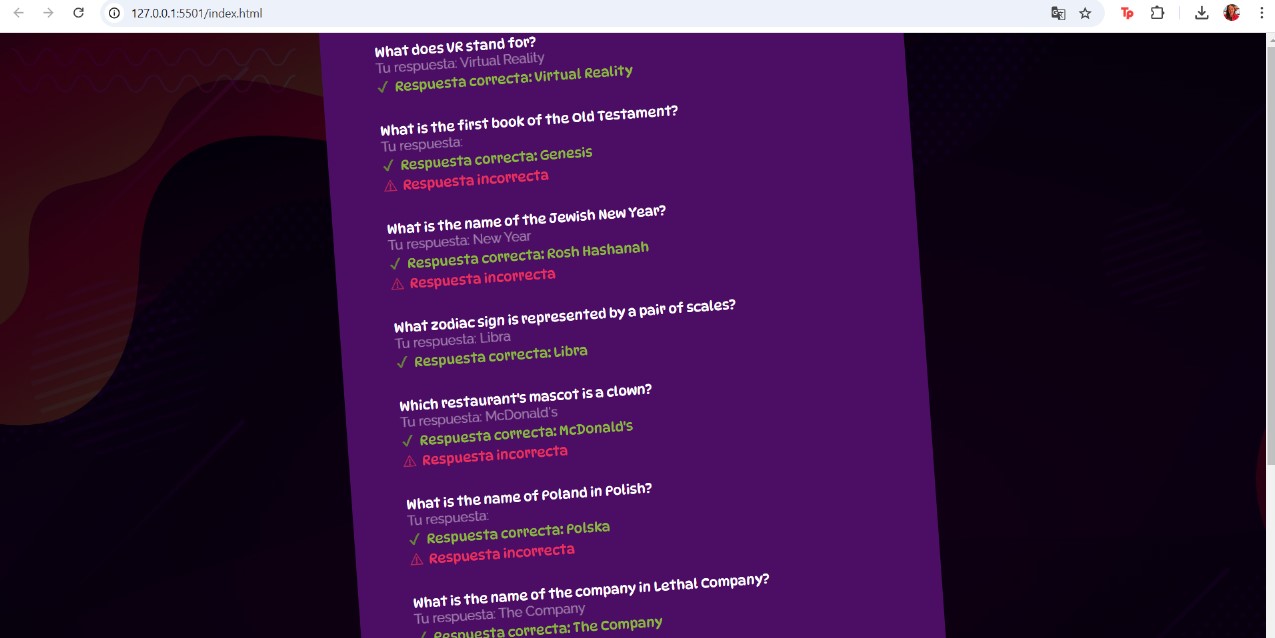 127.0.0.1:5501/index.html
Tp
What does VR stand for?
Tu respuesta: Virtual Reality
✓ Respuesta correcta: Virtual Reality
What is the first book of the Old Testament?
Tu respuesta:
✓ Respuesta correcta: Genesis
⚠ Respuesta incorrecta
What is the name of the Jewish New Year?
Tu respuesta: New Year
✓ Respuesta correcta: Rosh Hashanah
⚠ Respuesta incorrecta
What zodiac sign is represented by a pair of scales?
Tu respuesta: Libra
✓ Respuesta correcta: Libra
Which restaurant's mascot is a clown?
Tu respuesta: McDonald's
✓ Respuesta correcta: McDonald's
⚠ Respuesta incorrecta
What is the name of Poland in Polish?
Tu respuesta:
✓ Respuesta correcta: Polska
⚠ Respuesta incorrecta
What is the name of the company in Lethal Company?
Tu respuesta: The Company
✓ Respuesta correcta: The Company